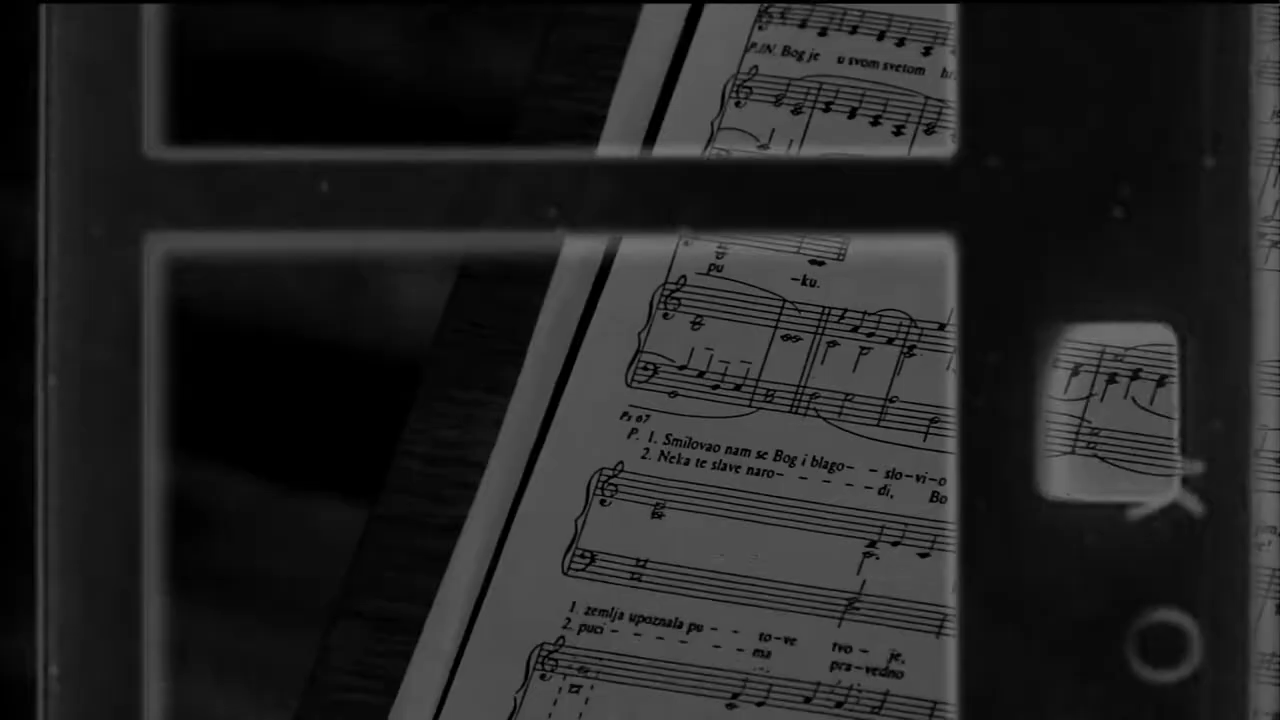 P.IN. Bog je u svom svetom
pu -ku.
Ps 67
P. 1. Smilovao nam se Bog i blago- - slo-vi-o
2. Neka te slave naro- - - - - -di, Bo
1. zemlja upoznala pu - - to-ve tvo - je,
2. puci - - - - - - - ma pra-vedno